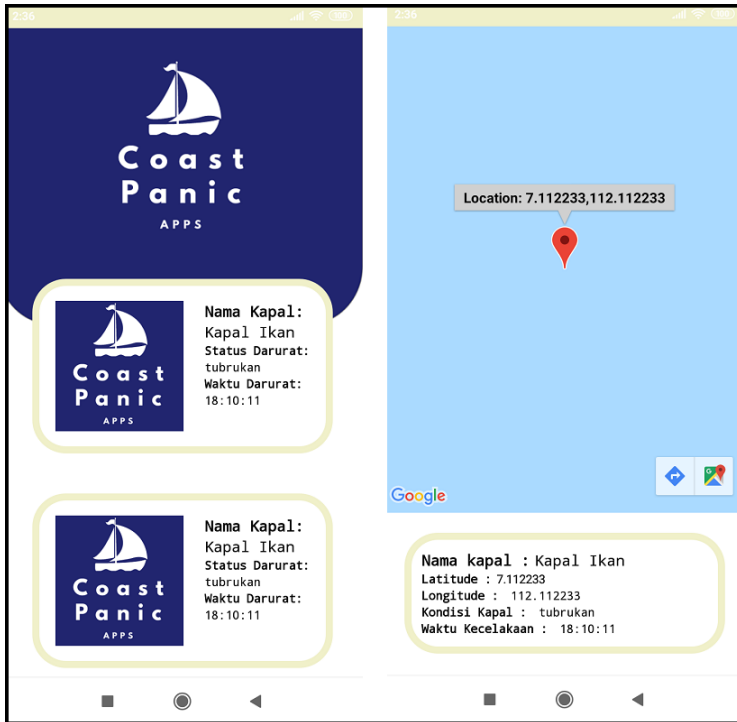 2:36
Coast
Panic
APPS
Coast
Panic
APPS
Nama Kapal:
Kapal Ikan
Status Darurat:
tubrukan
Waktu Darurat:
18:10:11
Coast
Panic
APPS
Nama Kapal:
Kapal Ikan
Status Darurat:
tubrukan
Waktu Darurat:
18:10:11
2:36
Location: 7.112233,112.112233
Google
Nama kapal : Kapal Ikan
Latitude : 7.112233
Longitude : 112.112233
Kondisi Kapal : tubrukan
Waktu Kecelakaan : 18:10:11